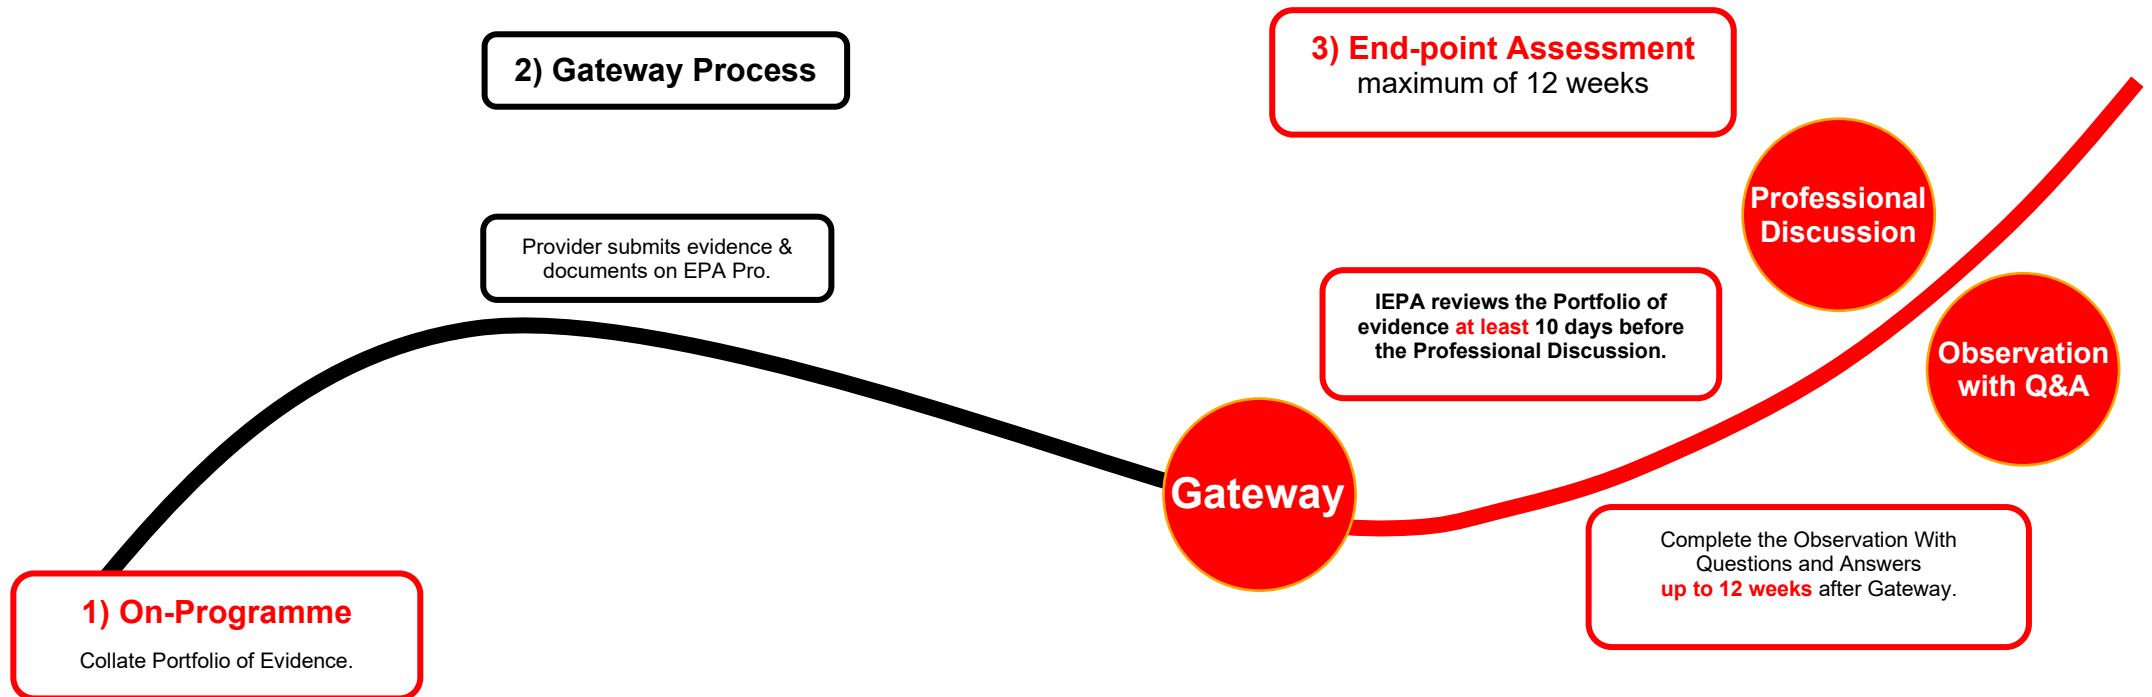 2) Gateway Process
3) End-point Assessment
maximum of 12 weeks
Professional
Discussion
Provider submits evidence &
documents on EPA Pro.
IEPA reviews the Portfolio of
evidence at least 10 days before
the Professional Discussion.
Observation
with Q&A
Gateway
Complete the Observation With
Questions and Answers
up to 12 weeks after Gateway.
1) On-Programme
Collate Portfolio of Evidence.